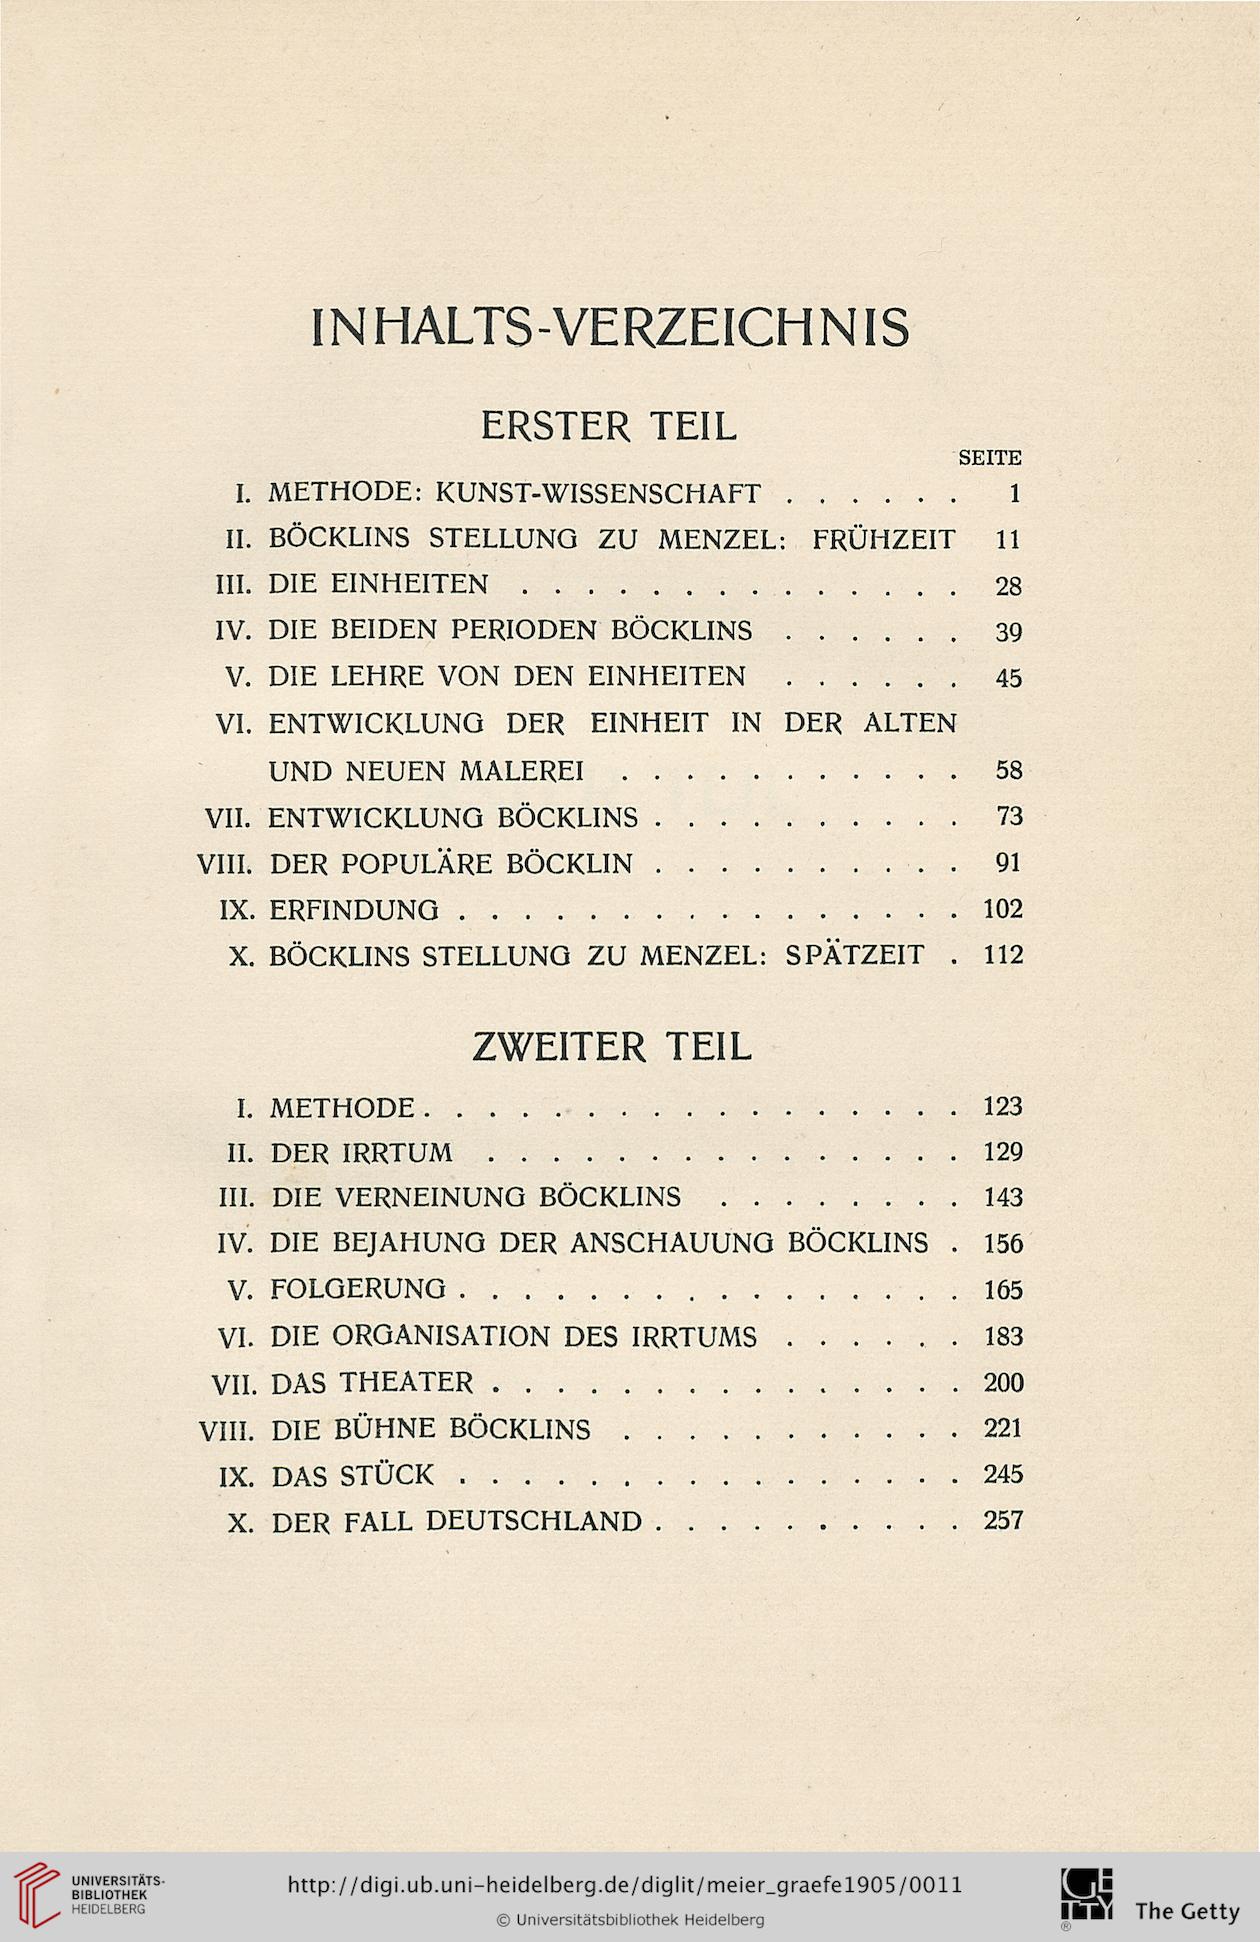 INHALTS-VERZEICHNIS
ERSTER TEIL
SEITE
I. METHODE: KUNST-WISSENSCHAFT . . . . . . 1
II. BÖCKLINS STELLUNG ZU MENZEL: FRÜHZEIT 11
III. DIE EINHEITEN . . . . . . . . . . . . . . 28
IV. DIE BEIDEN PERIODEN BÖCKLINS . . . . . . 39
V. DIE LEHRE VON DEN EINHEITEN . . . . . . 45
VI. ENTWICKLUNG DER EINHEIT IN DER ALTEN
UND NEUEN MALEREI . . . . . . . . . . . 58
VII. ENTWICKLUNG BÖCKLINS . . . . . . . . . . 73
VIII. DER POPULÄRE BÖCKLIN . . . . . . . . . . 91
IX. ERFINDUNG . . . . . . . . . . . . . . . . 102
X. BÖCKLINS STELLUNG ZU MENZEL: SPÄTZEIT . 112
ZWEITER TEIL
I. METHODE . . . . . . . . . . . . . . . . . 123
II. DER IRRTUM . . . . . . . . . . . . . . . 129
III. DIE VERNEINUNG BÖCKLINS . . . . . . . . 143
IV. DIE BEJAHUNG DER ANSCHAUUNG BÖCKLINS . 156
V. FOLGERUNG . . . . . . . . . . . . . . . . 165
VI. DIE ORGANISATION DES IRRTUMS . . . . . . 183
VII. DAS THEATER . . . . . . . . . . . . . . . 200
VIII. DIE BÜHNE BÖCKLINS . . . . . . . . . . . 221
IX. DAS STÜCK . . . . . . . . . . . . . . . . 245
X. DER FALL DEUTSCHLAND . . . . . . . . . . 257
UNIVERSITÄTS-
BIBLIOTHEK
HEIDELBERG
http://digi.ub.uni-heidelberg.de/diglit/meier_graefe1905/0011
© Universitätsbibliothek Heidelberg
GETTY
®
The Getty